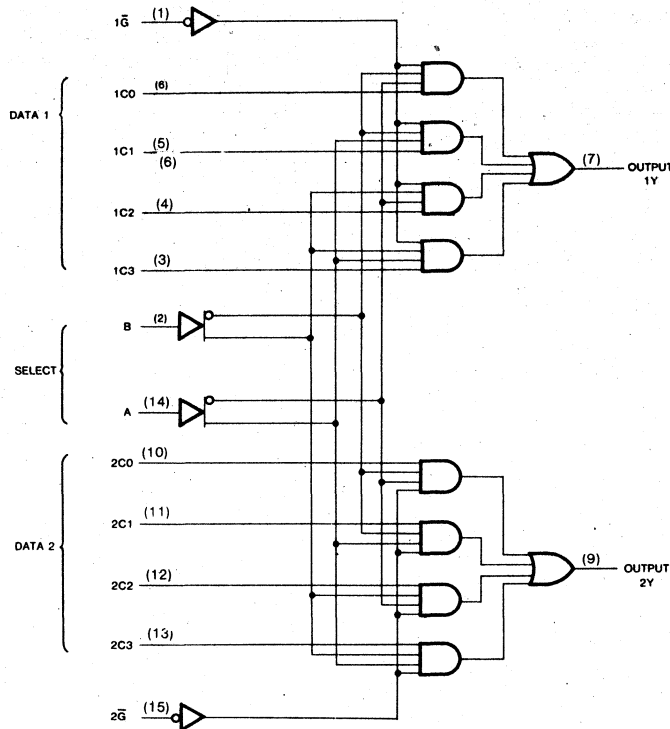 1G̅ (1)
DATA 1
1C0 (6)
1C1 (5)
(6)
1C2 (4)
1C3 (3)
(7) OUTPUT
1Y
SELECT
B (2)
A (14)
DATA 2
2C0 (10)
2C1 (11)
2C2 (12)
2C3 (13)
(9) OUTPUT
2Y
2G̅ (15)